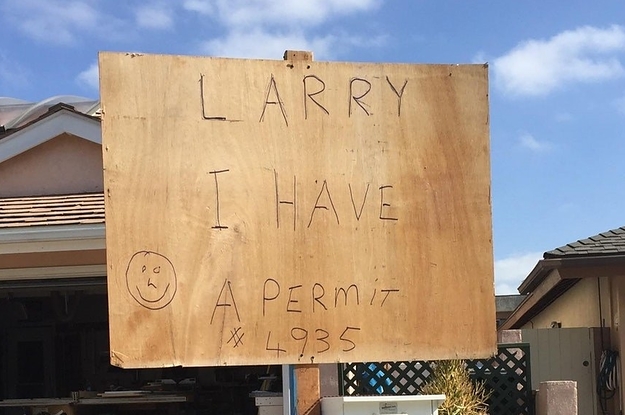 LARRY
I HAVE
A PERMiT
# 4935